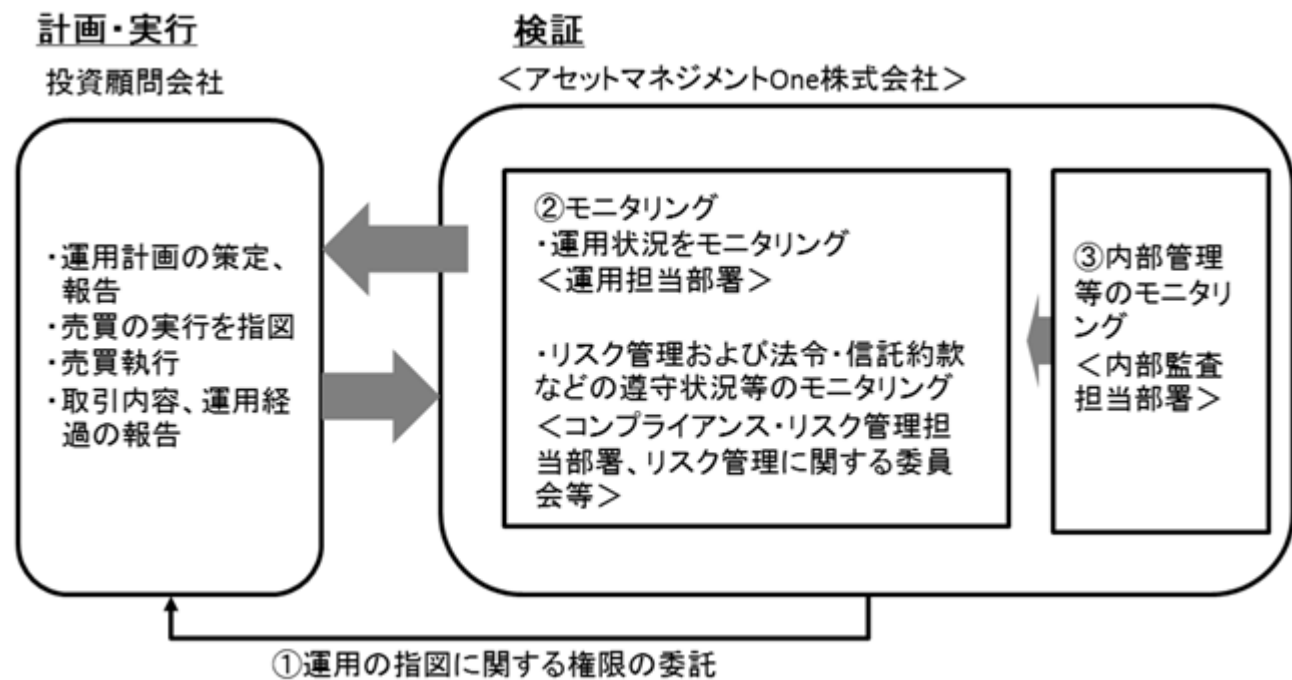 計画・実行
投資顧問会社
・運用計画の策定、
報告
・売買の実行を指図
・売買執行
・取引内容、運用経
過の報告
検証
＜アセットマネジメントOne株式会社＞
②モニタリング
・運用状況をモニタリング
＜運用担当部署＞
・リスク管理および法令・信託約款
などの遵守状況等のモニタリング
＜コンプライアンス・リスク管理担
当部署、リスク管理に関する委員
会等＞
③内部管理
等のモニタリ
ング
＜内部監査
担当部署＞
①運用の指図に関する権限の委託